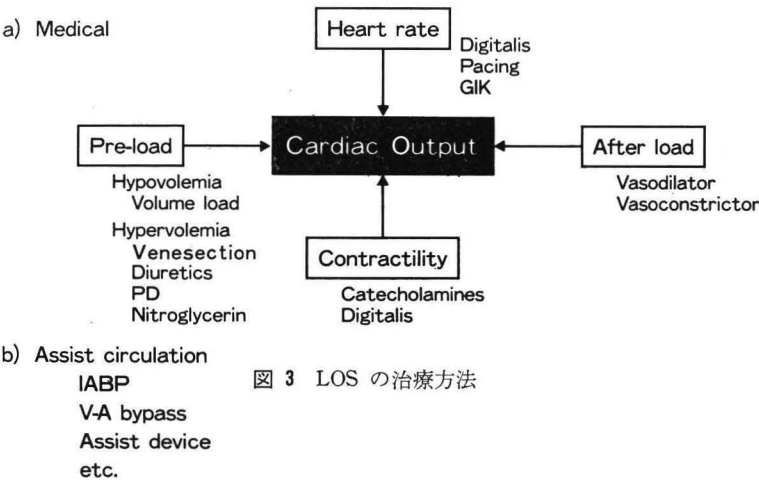 a) Medical
Heart rate
Digitalis
Pacing
GIK
Pre-load
Cardiac Output
After load
Hypovolemia
Volume load
Hypervolemia
Venesection
Diuretics
PD
Nitroglycerin
Vasodilator
Vasoconstrictor
Contractility
Catecholamines
Digitalis
b) Assist circulation
IABP
V-A bypass
Assist device
etc.
図 3 LOS の治療方法